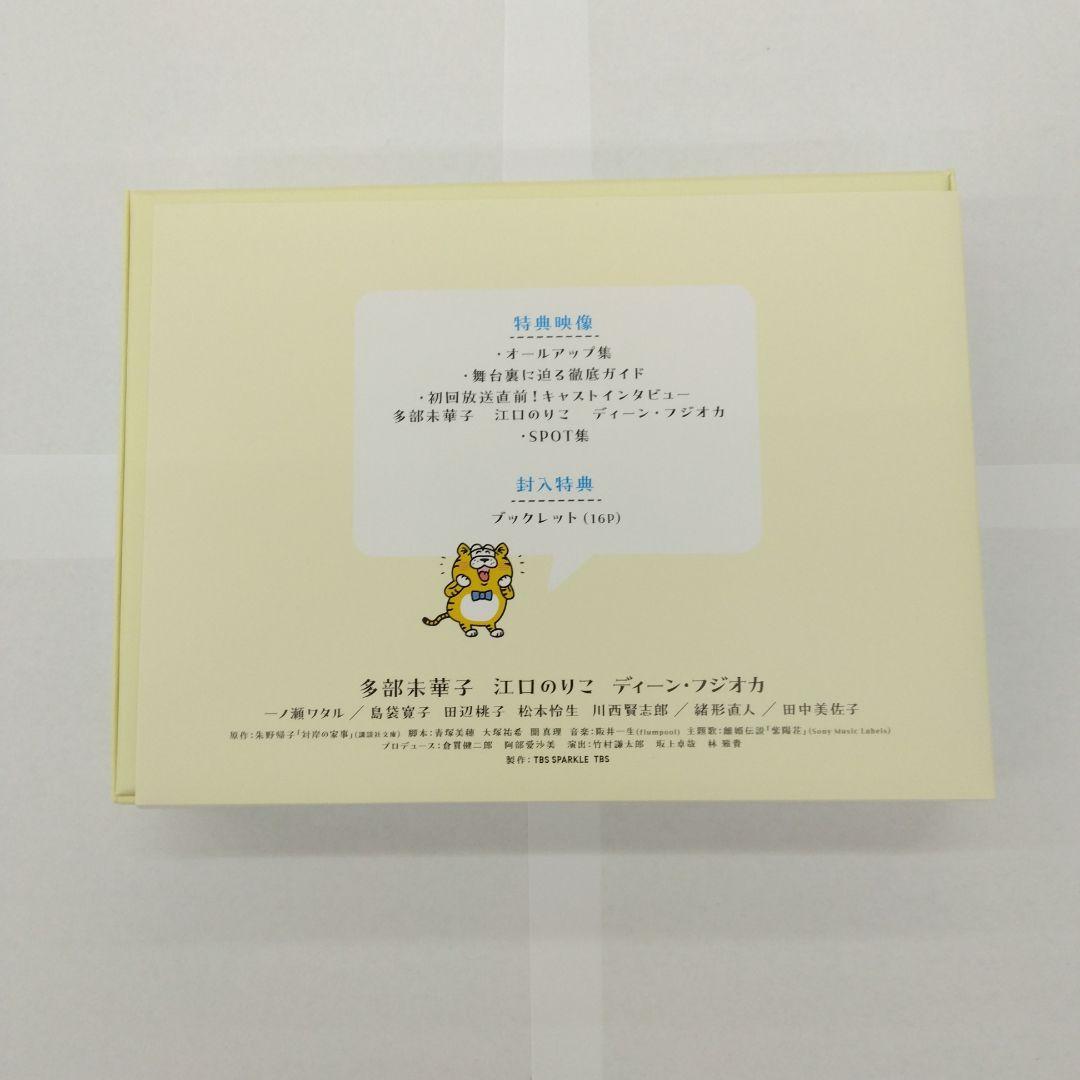 特典映像
・オールアップ集
・舞台裏に迫る徹底ガイド
・初回放送直前！キャストインタビュー
多部未華子　江口のりこ　ディーン・フジオカ
・SPOT集
封入特典
ブックレット（16P）
多部未華子　江口のりこ　ディーン・フジオカ
一ノ瀬ワタル／島袋寛子　田辺桃子　松本怜生　川西賢志郎／緒形直人／田中美佐子
原作：朱野帰子「対岸の家事」（講談社文庫）　脚本：青塚美穂　大塚祐希　開真理　音楽：阪井一生（flumpool）　主題歌：離婚伝説「紫陽花」（Sony Music Labels）
プロデュース：倉貫健二郎　阿部愛沙美　演出：竹村謙太郎　坂上卓哉　林雅貴
製作：TBS SPARKLE　TBS